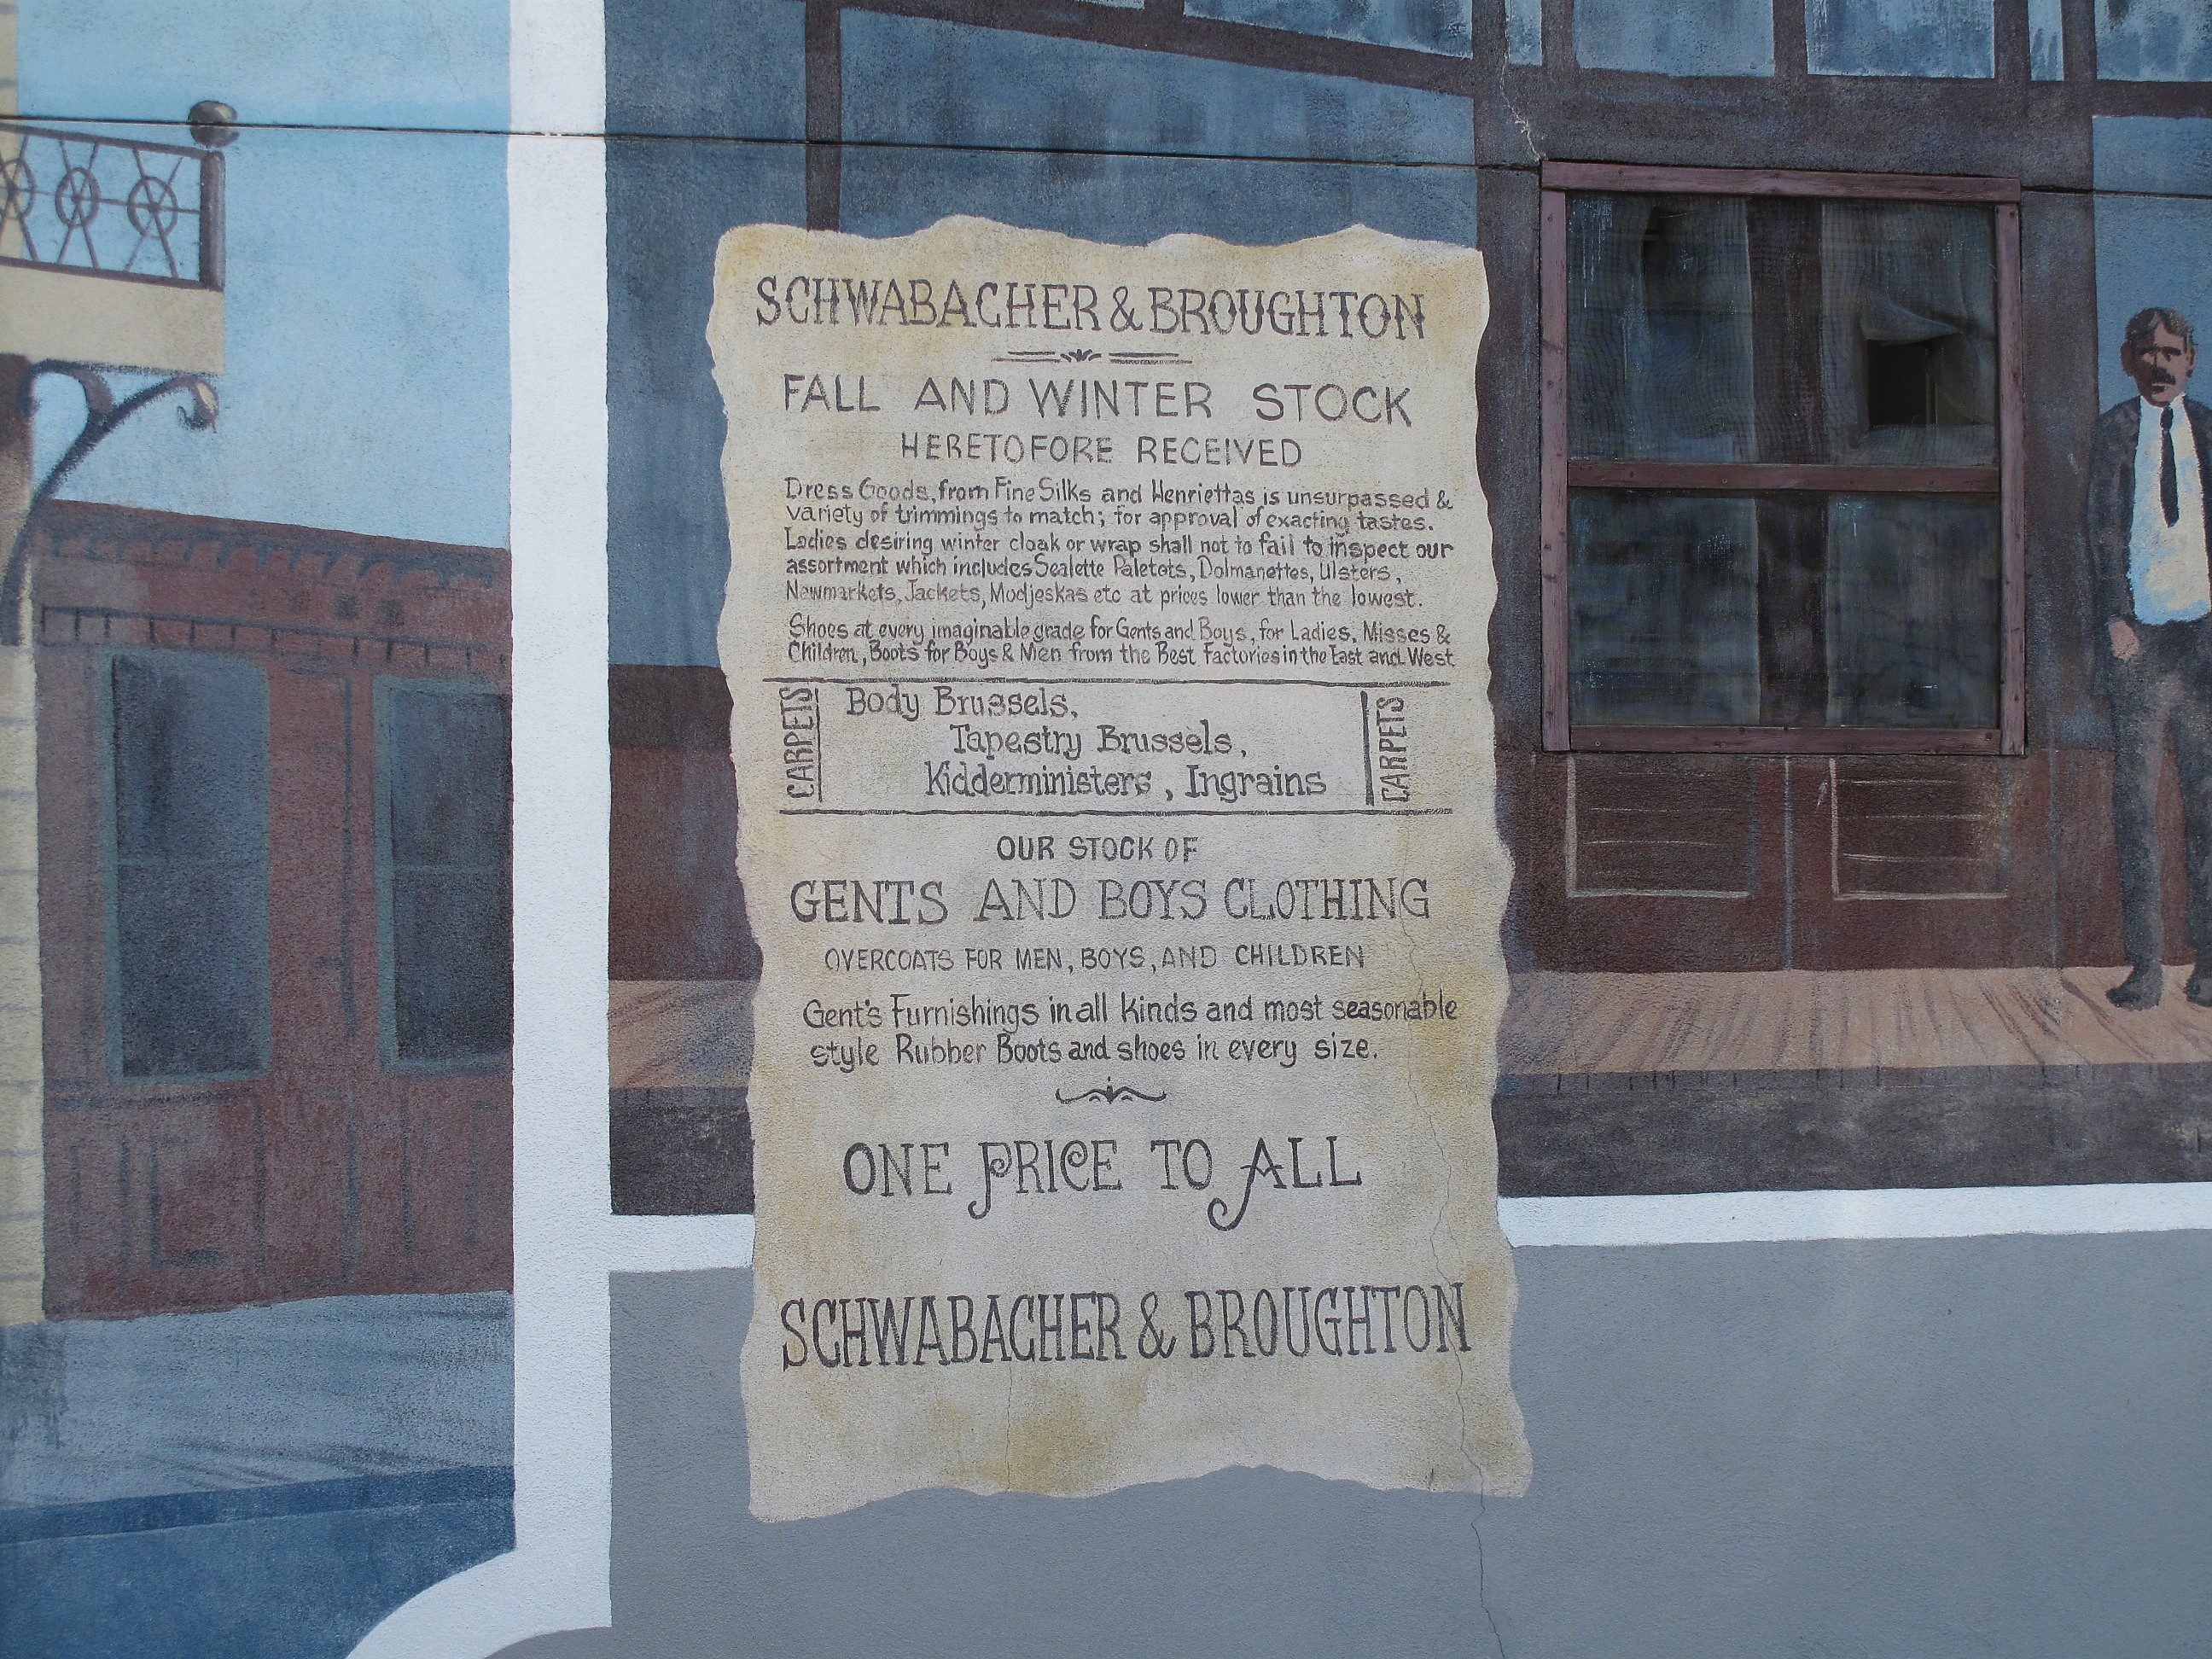 SCHWABACHER & BROUGHTON
FALL AND WINTER STOCK
HERETOFORE RECEIVED
Dress Goods, from Fine Silks and Henriettas is unsurpassed &
variety of trimmings to match; for approval of exacting tastes.
Ladies desiring winter cloak or wrap shall not to fail to inspect our
assortment which includes Sealette Paletots, Dolmanettes, Ulsters,
Newmarkets, Jackets, Modjeskas etc at prices lower than the lowest.
Shoes at every imaginable grade for Gents and Boys, for Ladies, Misses &
Children, Boots for Boys & Men from the Best Factories in the East and West
CARPETS
Body Brussels,
Tapestry Brussels,
Kidderministers, Ingrains
CARPETS
OUR STOCK OF
GENTS AND BOYS CLOTHING
OVERCOATS FOR MEN, BOYS, AND CHILDREN
Gent's Furnishings in all kinds and most seasonable
style Rubber Boots and shoes in every size.
ONE PRICE TO ALL
SCHWABACHER & BROUGHTON